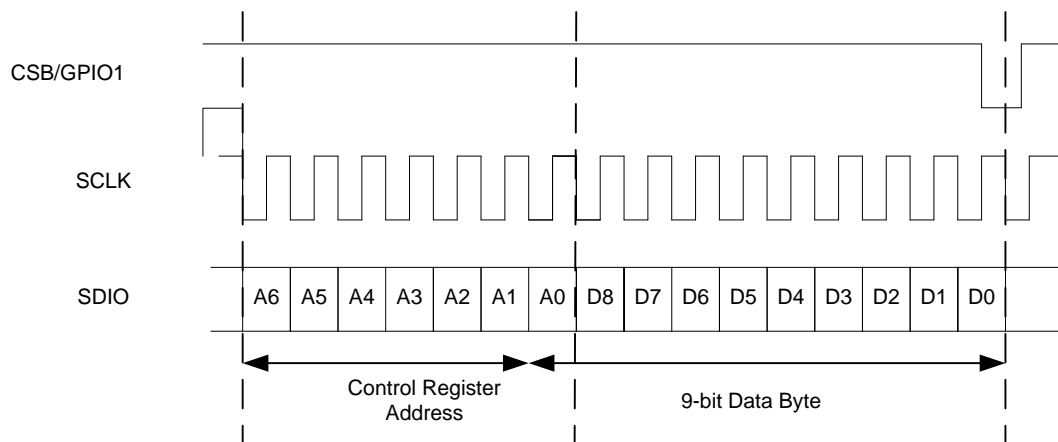 CSB/GPIO1
SCLK
SDIO
A6 A5 A4 A3 A2 A1 A0 D8 D7 D6 D5 D4 D3 D2 D1 D0
Control Register
Address
9-bit Data Byte